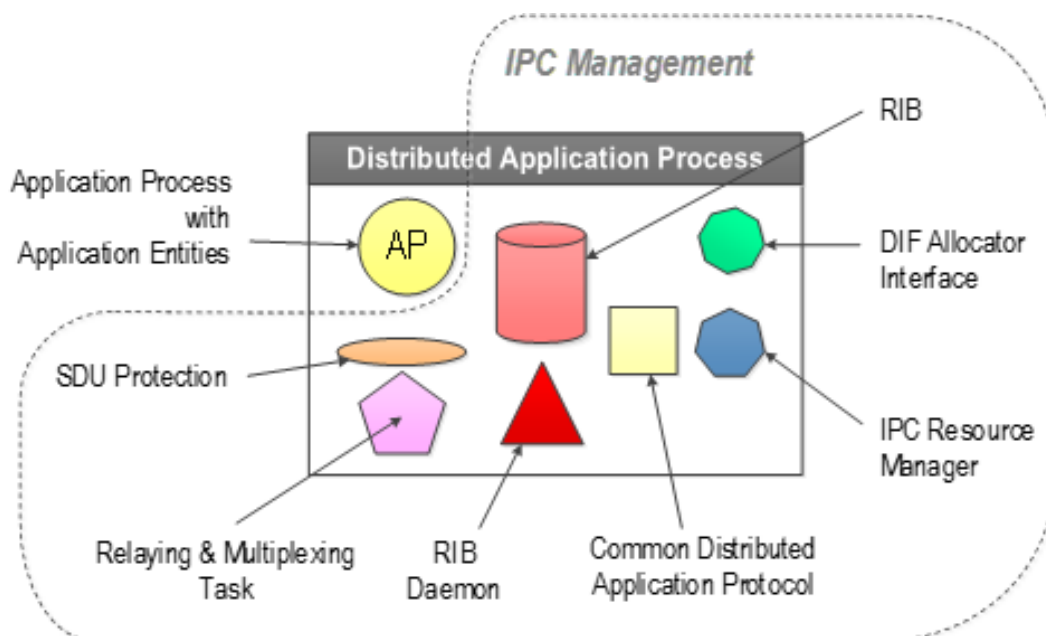 IPC Management
RIB
Distributed Application Process
Application Process
with
Application Entities
AP
DIF Allocator
Interface
SDU Protection
IPC Resource
Manager
Relaying & Multiplexing
Task
RIB
Daemon
Common Distributed
Application Protocol